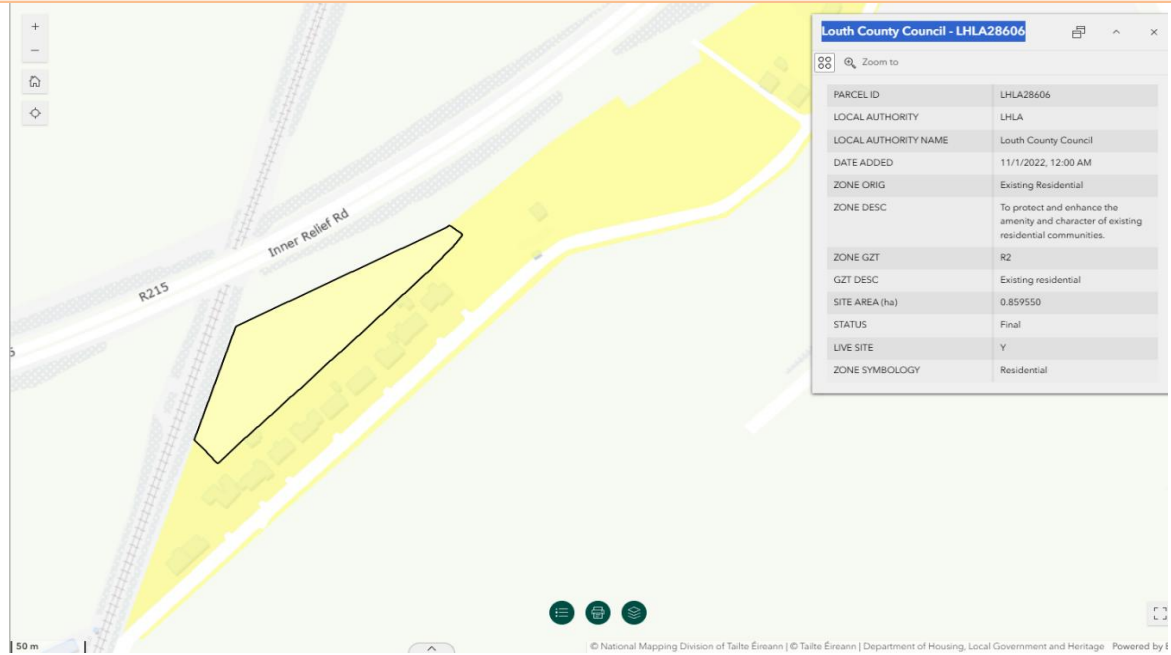 +
−
Louth County Council - LHLA28606
Zoom to
PARCEL ID LHLA28606
LOCAL AUTHORITY LHLA
LOCAL AUTHORITY NAME Louth County Council
DATE ADDED 11/1/2022, 12:00 AM
ZONE ORIG Existing Residential
ZONE DESC To protect and enhance the
amenity and character of existing
residential communities.
ZONE GZT R2
GZT DESC Existing residential
SITE AREA (ha) 0.859550
STATUS Final
LIVE SITE Y
ZONE SYMBOLOGY Residential
Inner Relief Rd
R215
50 m
© National Mapping Division of Tailte Éireann | © Tailte Éireann | Department of Housing, Local Government and Heritage Powered by